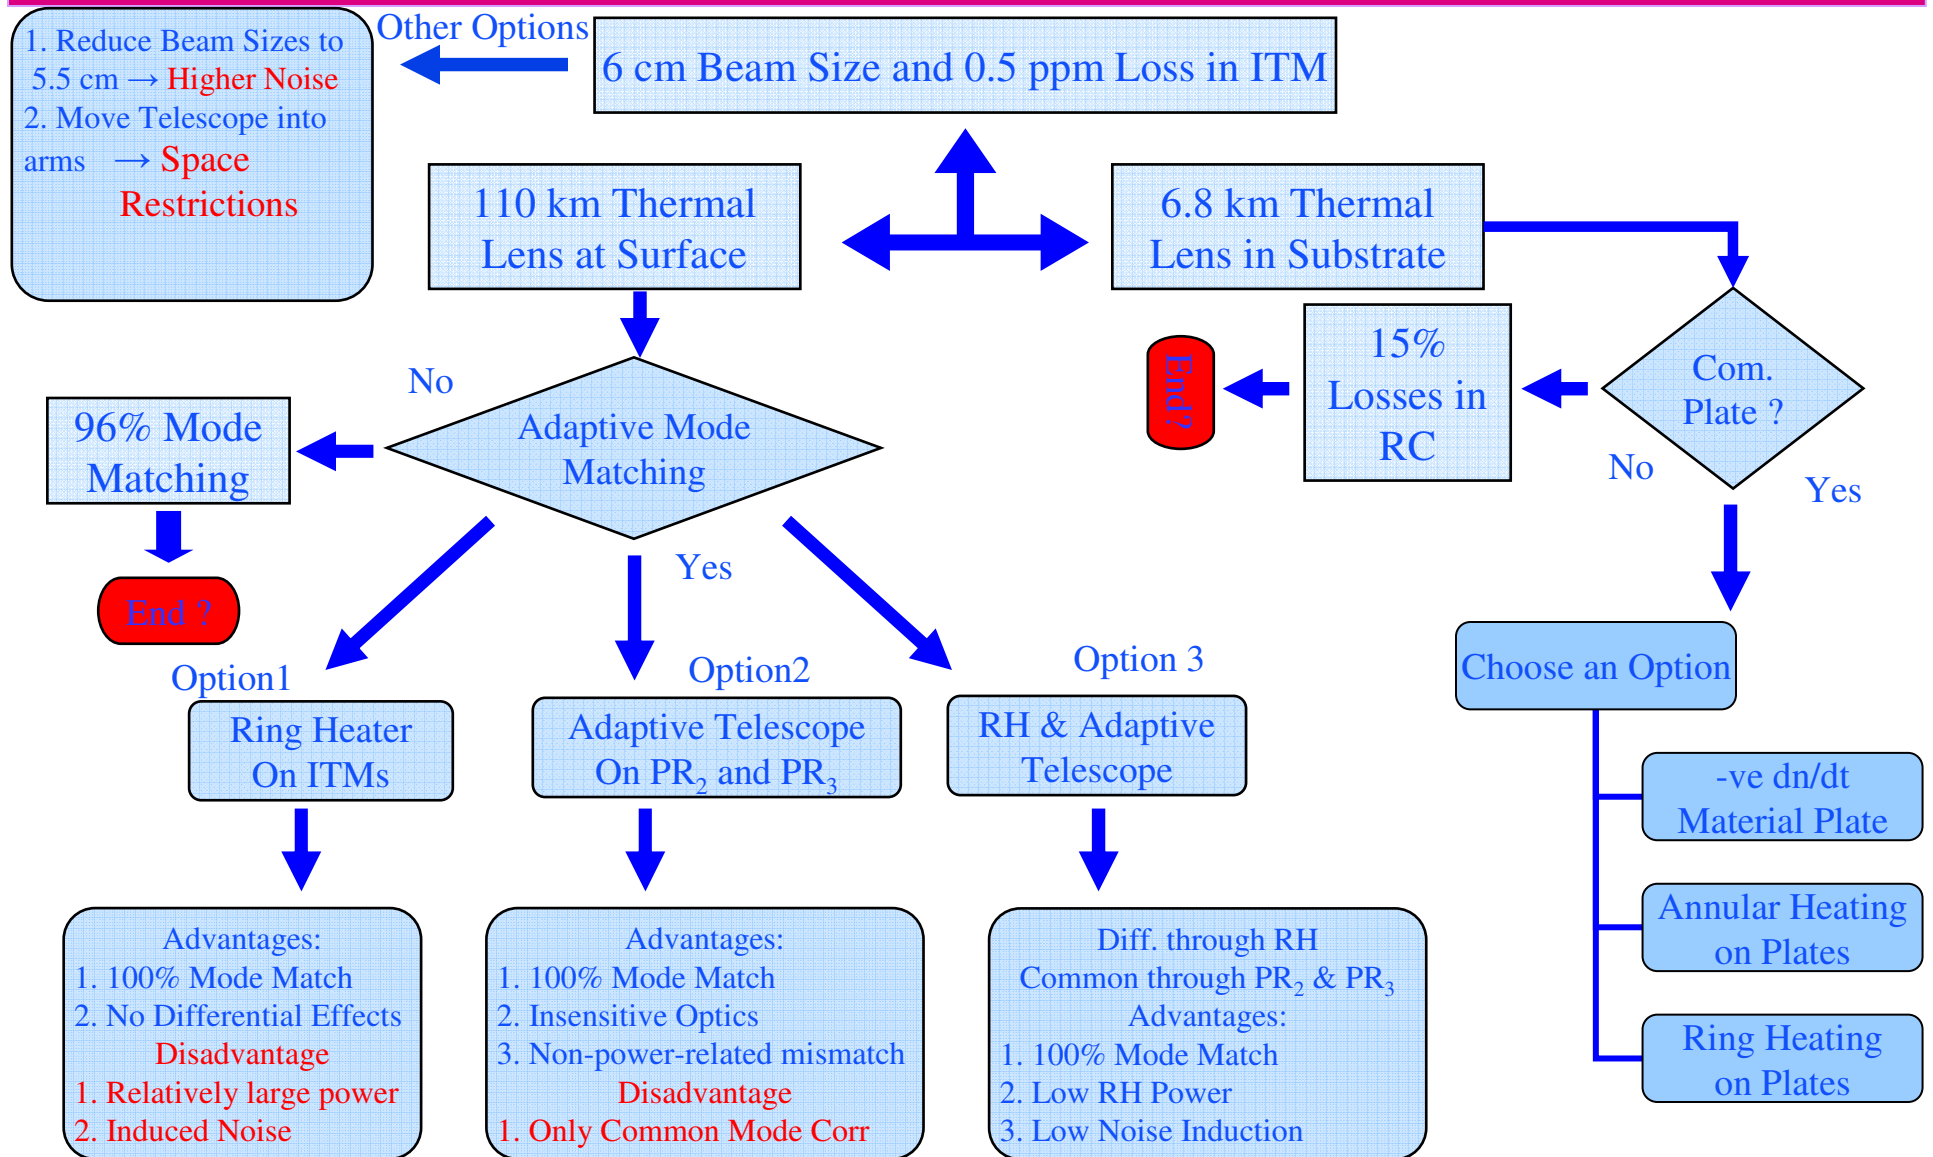 1. Reduce Beam Sizes to
5.5 cm → Higher Noise
2. Move Telescope into
arms → Space
Restrictions
Other Options
6 cm Beam Size and 0.5 ppm Loss in ITM
110 km Thermal
Lens at Surface
6.8 km Thermal
Lens in Substrate
Com.
Plate ?
No
Yes
15%
Losses in
RC
End?
No
Adaptive Mode
Matching
Yes
96% Mode
Matching
End ?
Option1
Ring Heater
On ITMs
Option2
Adaptive Telescope
On PR₂ and PR₃
Option 3
RH & Adaptive
Telescope
Choose an Option
-ve dn/dt
Material Plate
Annular Heating
on Plates
Ring Heating
on Plates
Advantages:
1. 100% Mode Match
2. No Differential Effects
Disadvantage
1. Relatively large power
2. Induced Noise
Advantages:
1. 100% Mode Match
2. Insensitive Optics
3. Non-power-related mismatch
Disadvantage
1. Only Common Mode Corr
Diff. through RH
Common through PR₂ & PR₃
Advantages:
1. 100% Mode Match
2. Low RH Power
3. Low Noise Induction